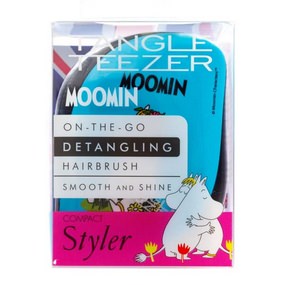 TANGLE
TEEZER
MOOMIN
MOOMIN
ON-THE-GO
DETANGLING
HAIRBRUSH
SMOOTH AND SHINE
COMPACT
Styler